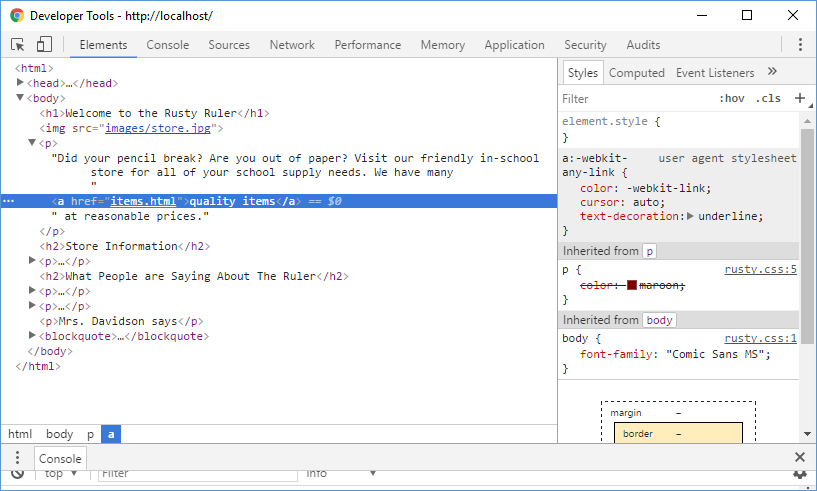 Developer Tools - http://localhost/
Elements Console Sources Network Performance Memory Application Security Audits
<html>
<head>…</head>
<body>
<h1>Welcome to the Rusty Ruler</h1>
<img src="images/store.jpg">
<p>
"Did your pencil break? Are you out of paper? Visit our friendly in-school
store for all of your school supply needs. We have many
"
<a href="items.html">quality items</a> == $0
" at reasonable prices."
</p>
<h2>Store Information</h2>
<p>…</p>
<h2>What People are Saying About The Ruler</h2>
<p>…</p>
<p>…</p>
<p>Mrs. Davidson says</p>
<blockquote>…</blockquote>
</body>
</html>
html body p a
Styles Computed Event Listeners »
Filter :hov .cls +
element.style {
}
a:-webkit- user agent stylesheet
any-link {
color: -webkit-link;
cursor: auto;
text-decoration: underline;
}
Inherited from p
p { rusty.css:5
color: maroon;
}
Inherited from body
body { rusty.css:1
font-family: "Comic Sans MS";
}
margin –
border –
Console
top Filter Info